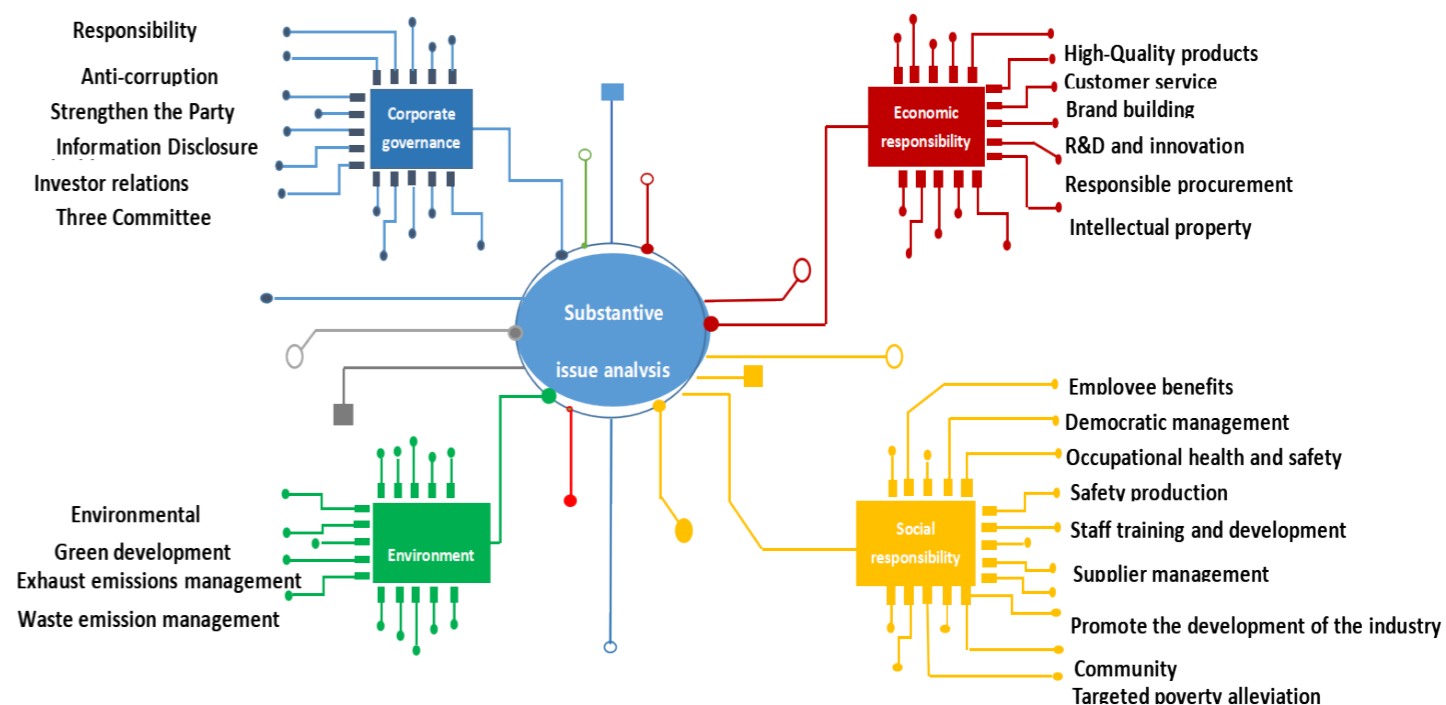 Responsibility
Anti-corruption
Strengthen the Party
Information Disclosure
Investor relations
Three Committee
Corporate
governance
Economic
responsibility
High-Quality products
Customer service
Brand building
R&D and innovation
Responsible procurement
Intellectual property
Substantive
issue analysis
Environmental
Green development
Exhaust emissions management
Waste emission management
Environment
Social
responsibility
Employee benefits
Democratic management
Occupational health and safety
Safety production
Staff training and development
Supplier management
Promote the development of the industry
Community
Targeted poverty alleviation